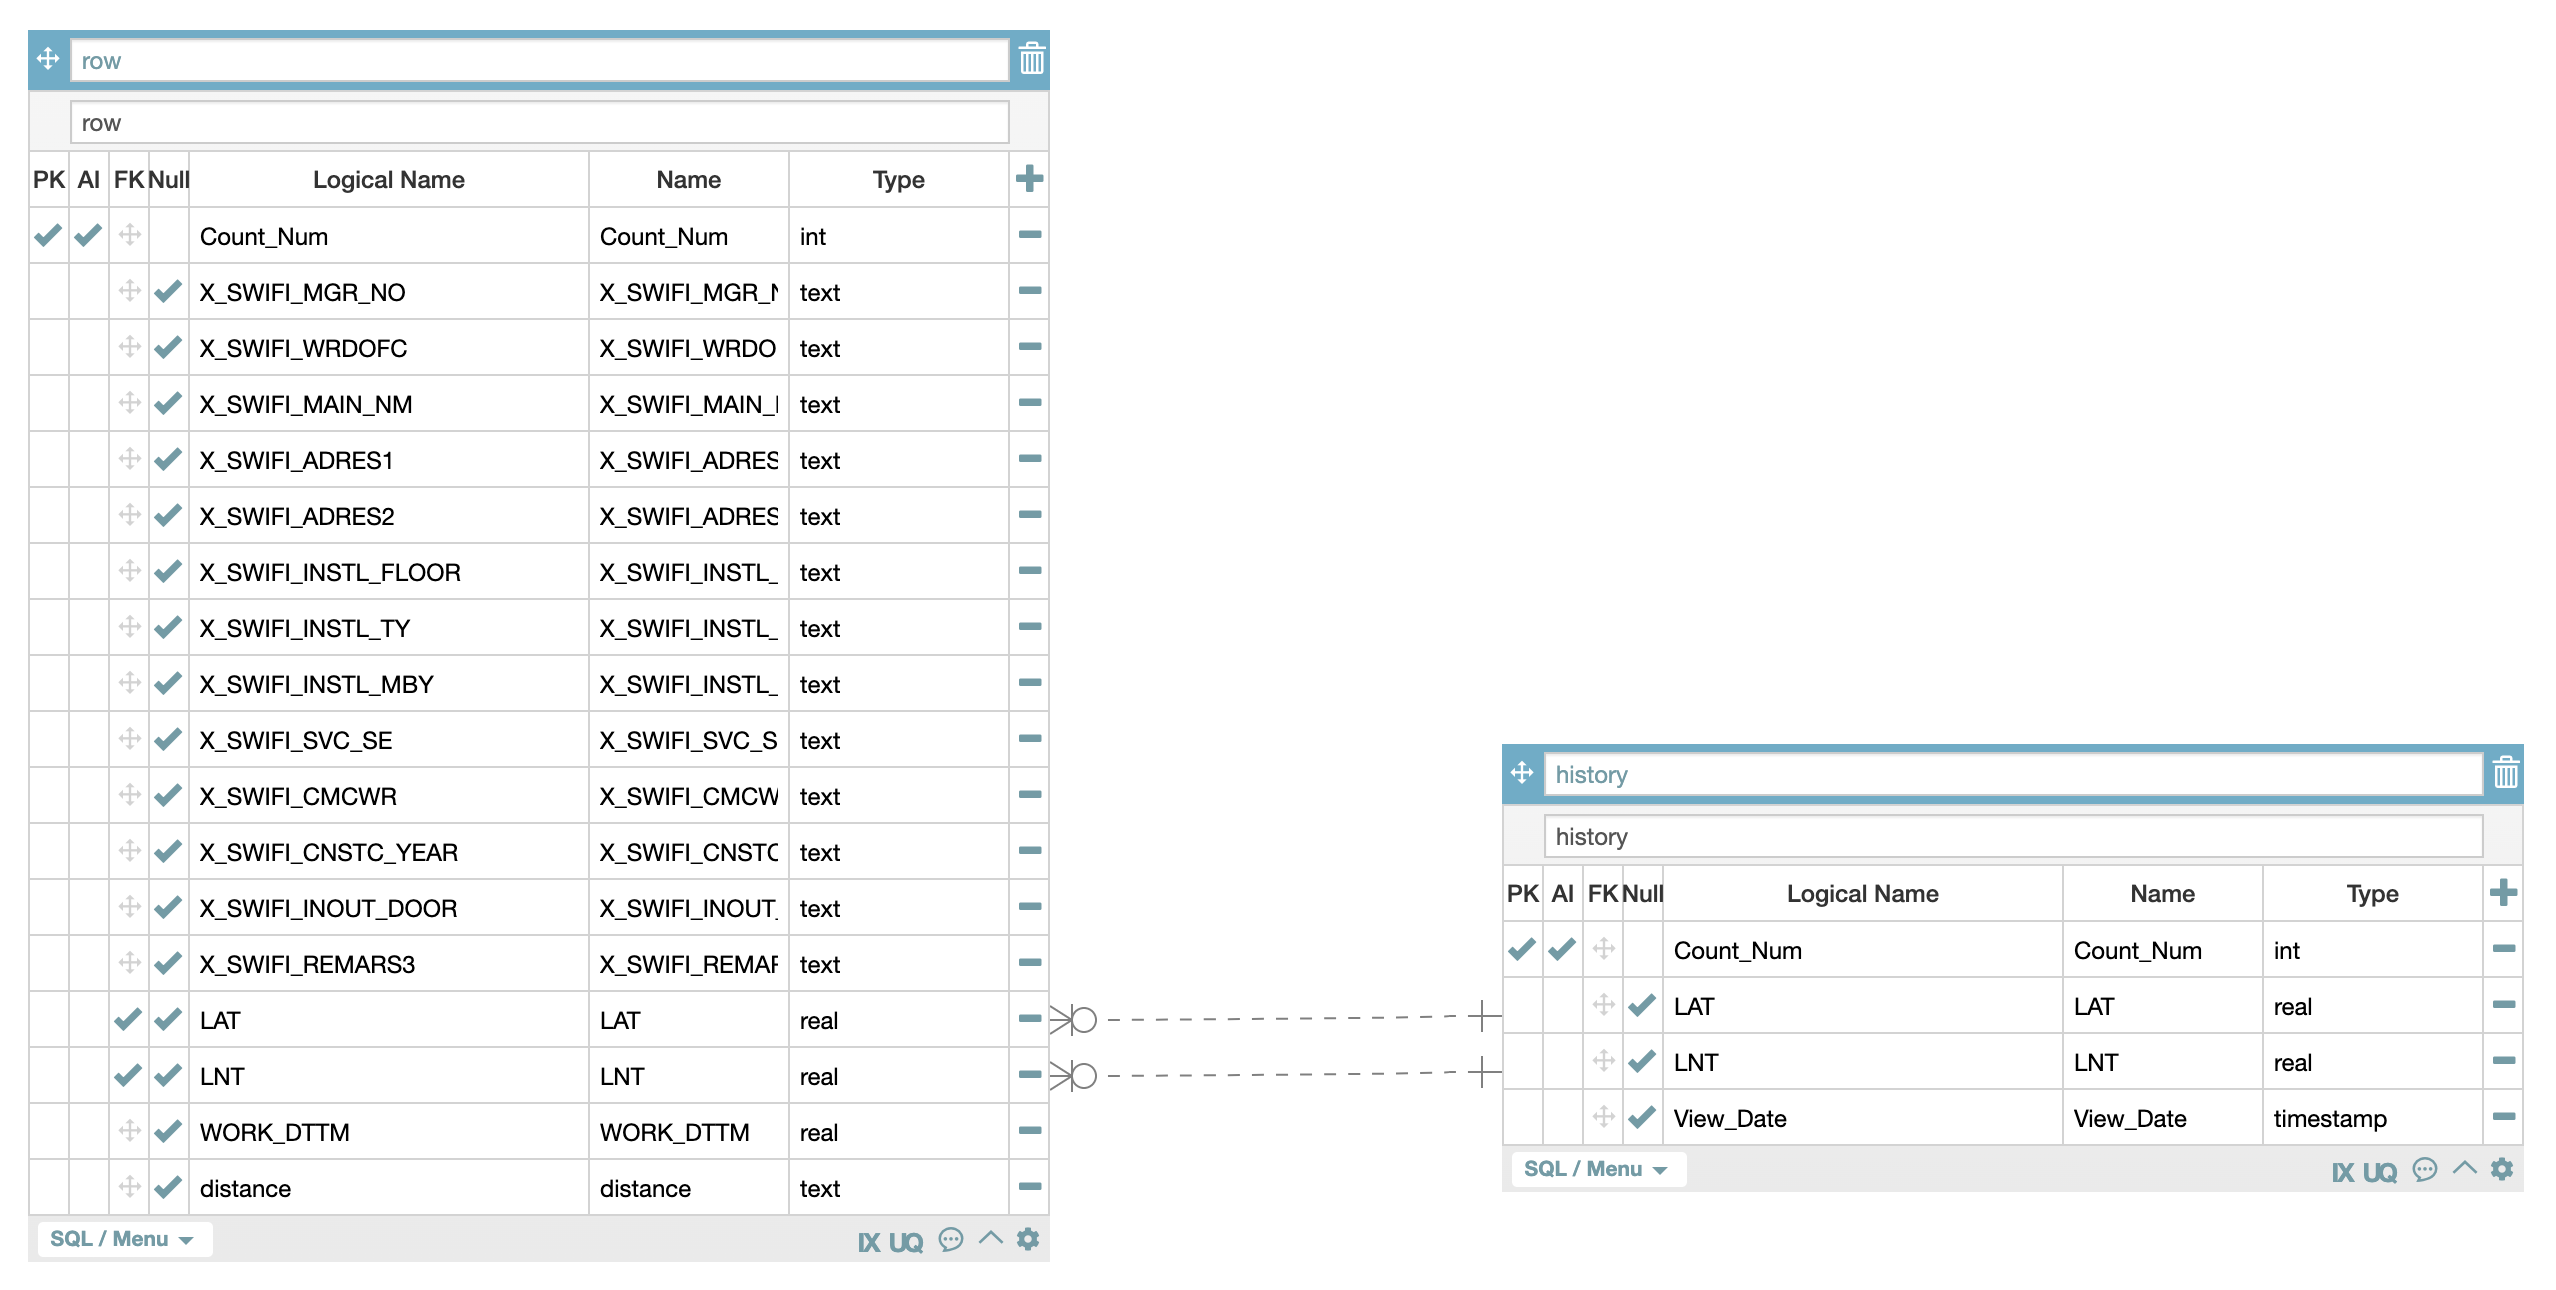 row
row
PK AI FK Null Logical Name Name Type
Count_Num Count_Num int
X_SWIFI_MGR_NO X_SWIFI_MGR_N text
X_SWIFI_WRDOFC X_SWIFI_WRDO text
X_SWIFI_MAIN_NM X_SWIFI_MAIN_ text
X_SWIFI_ADRES1 X_SWIFI_ADRES text
X_SWIFI_ADRES2 X_SWIFI_ADRES text
X_SWIFI_INSTL_FLOOR X_SWIFI_INSTL_ text
X_SWIFI_INSTL_TY X_SWIFI_INSTL_ text
X_SWIFI_INSTL_MBY X_SWIFI_INSTL_ text
X_SWIFI_SVC_SE X_SWIFI_SVC_S text
X_SWIFI_CMCWR X_SWIFI_CMCW text
X_SWIFI_CNSTC_YEAR X_SWIFI_CNSTC text
X_SWIFI_INOUT_DOOR X_SWIFI_INOUT_ text
X_SWIFI_REMARS3 X_SWIFI_REMAR text
LAT LAT real
LNT LNT real
WORK_DTTM WORK_DTTM real
distance distance text
SQL / Menu IX UQ
history
history
PK AI FK Null Logical Name Name Type
Count_Num Count_Num int
LAT LAT real
LNT LNT real
View_Date View_Date timestamp
SQL / Menu IX UQ